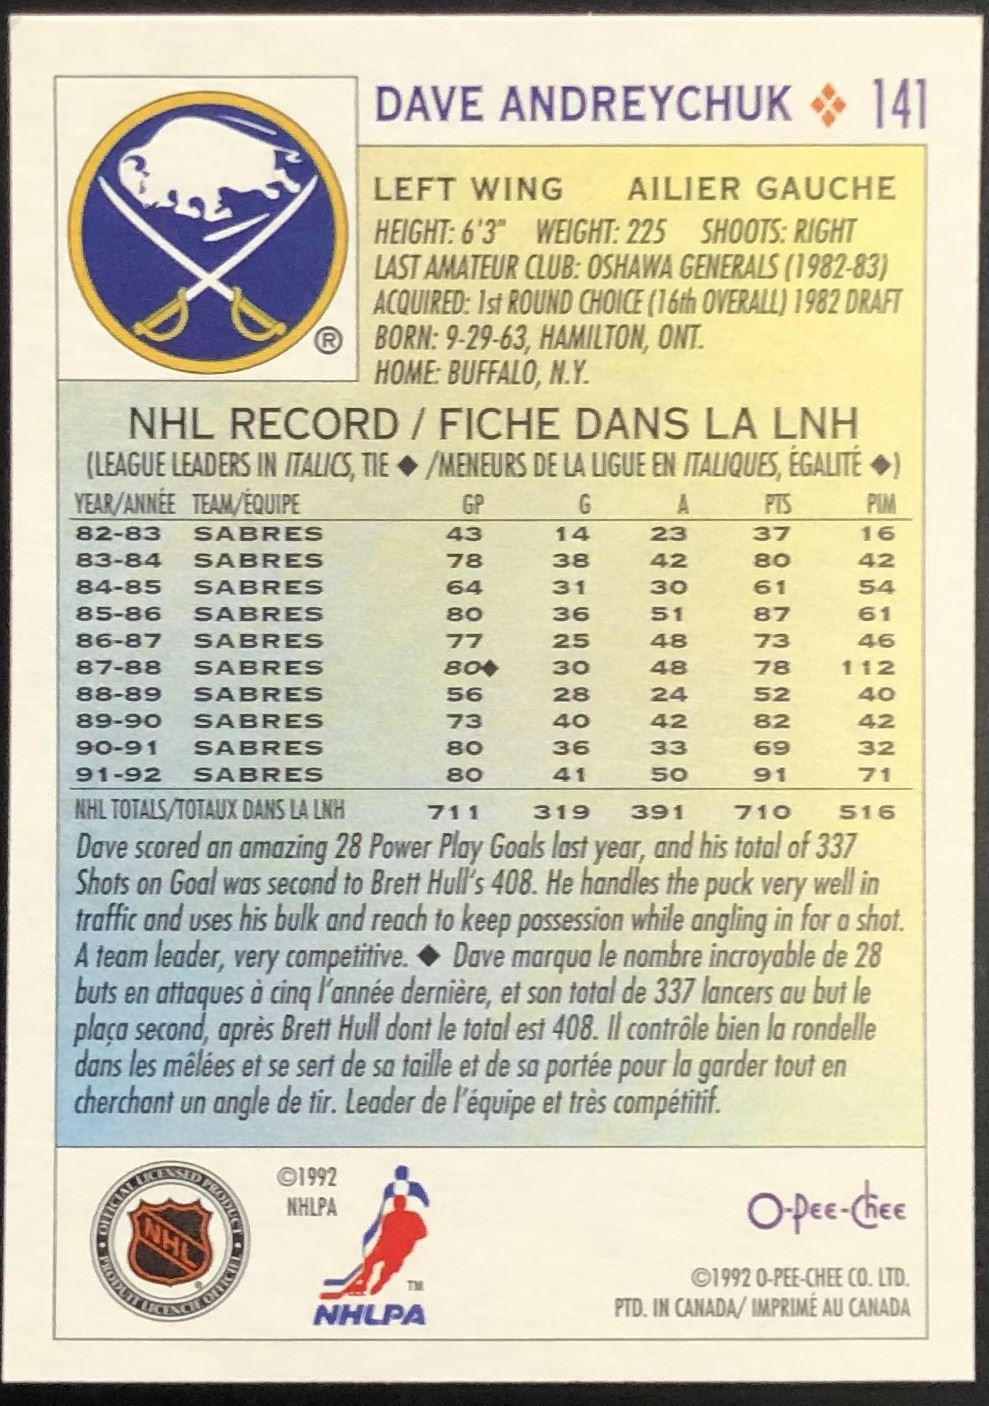 DAVE ANDREYCHUK 141
LEFT WING AILIER GAUCHE
HEIGHT: 6'3" WEIGHT: 225 SHOOTS: RIGHT
LAST AMATEUR CLUB: OSHAWA GENERALS (1982-83)
ACQUIRED: 1st ROUND CHOICE (16th OVERALL) 1982 DRAFT
BORN: 9-29-63, HAMILTON, ONT.
HOME: BUFFALO, N.Y.
®
NHL RECORD / FICHE DANS LA LNH
(LEAGUE LEADERS IN ITALICS, TIE ◆ /MENEURS DE LA LIGUE EN ITALIQUES, ÉGALITÉ ◆)
YEAR/ANNÉE TEAM/ÉQUIPE GP G A PTS PIM
82-83 SABRES 43 14 23 37 16
83-84 SABRES 78 38 42 80 42
84-85 SABRES 64 31 30 61 54
85-86 SABRES 80 36 51 87 61
86-87 SABRES 77 25 48 73 46
87-88 SABRES 80◆ 30 48 78 112
88-89 SABRES 56 28 24 52 40
89-90 SABRES 73 40 42 82 42
90-91 SABRES 80 36 33 69 32
91-92 SABRES 80 41 50 91 71
NHL TOTALS/TOTAUX DANS LA LNH 711 319 391 710 516
Dave scored an amazing 28 Power Play Goals last year, and his total of 337
Shots on Goal was second to Brett Hull's 408. He handles the puck very well in
traffic and uses his bulk and reach to keep possession while angling in for a shot.
A team leader, very competitive. ◆ Dave marqua le nombre incroyable de 28
buts en attaques à cinq l'année dernière, et son total de 337 lancers au but le
plaça second, après Brett Hull dont le total est 408. Il contrôle bien la rondelle
dans les mêlées et se sert de sa taille et de sa portée pour la garder tout en
cherchant un angle de tir. Leader de l'équipe et très compétitif.
OFFICIAL LICENSED PRODUCT
NHL
PRODUIT LICENCIÉ OFFICIEL
©1992
NHLPA
TM
NHLPA
O-Pee-Chee
©1992 O-PEE-CHEE CO. LTD.
PTD. IN CANADA/ IMPRIMÉ AU CANADA